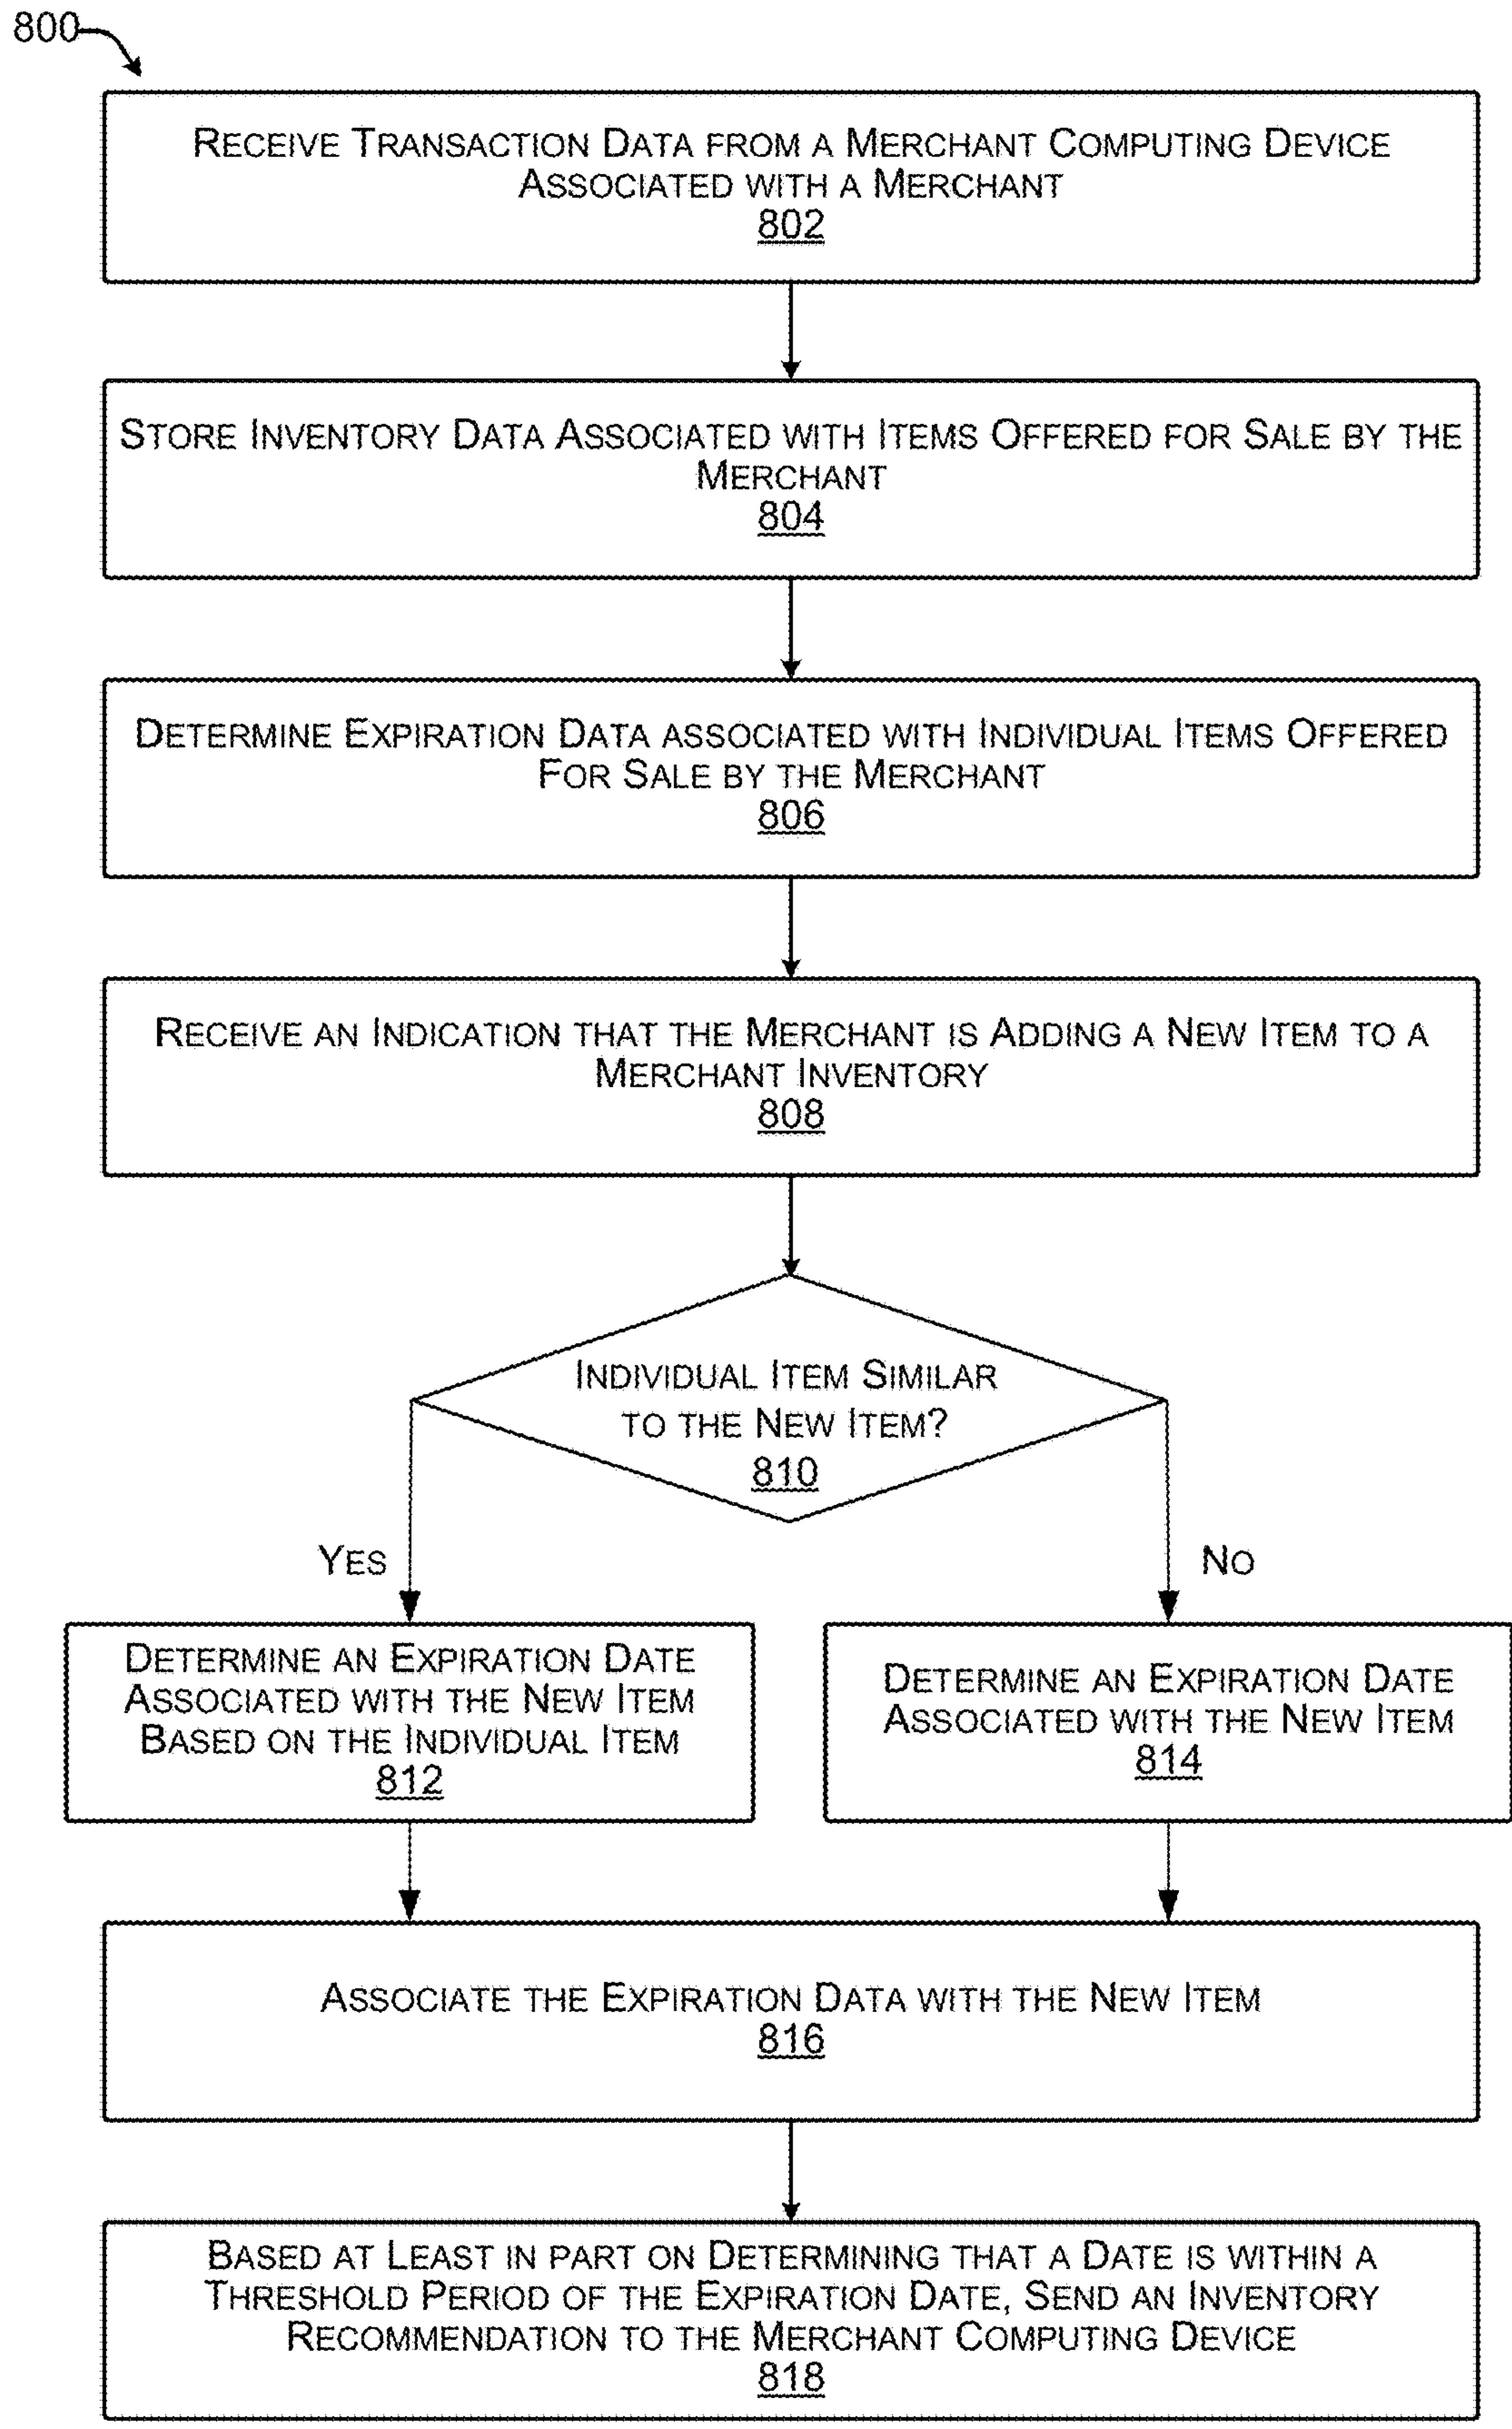 800
Receive Transaction Data from a Merchant Computing Device
Associated with a Merchant
802
Store Inventory Data Associated with Items Offered for Sale by the
Merchant
804
Determine Expiration Data associated with Individual Items Offered
For Sale by the Merchant
806
Receive an Indication that the Merchant is Adding a New Item to a
Merchant Inventory
808
Individual Item Similar
to the New Item?
810
Yes
No
Determine an Expiration Date
Associated with the New Item
Based on the Individual Item
812
Determine an Expiration Date
Associated with the New Item
814
Associate the Expiration Data with the New Item
816
Based at Least in part on Determining that a Date is within a
Threshold Period of the Expiration Date, Send an Inventory
Recommendation to the Merchant Computing Device
818